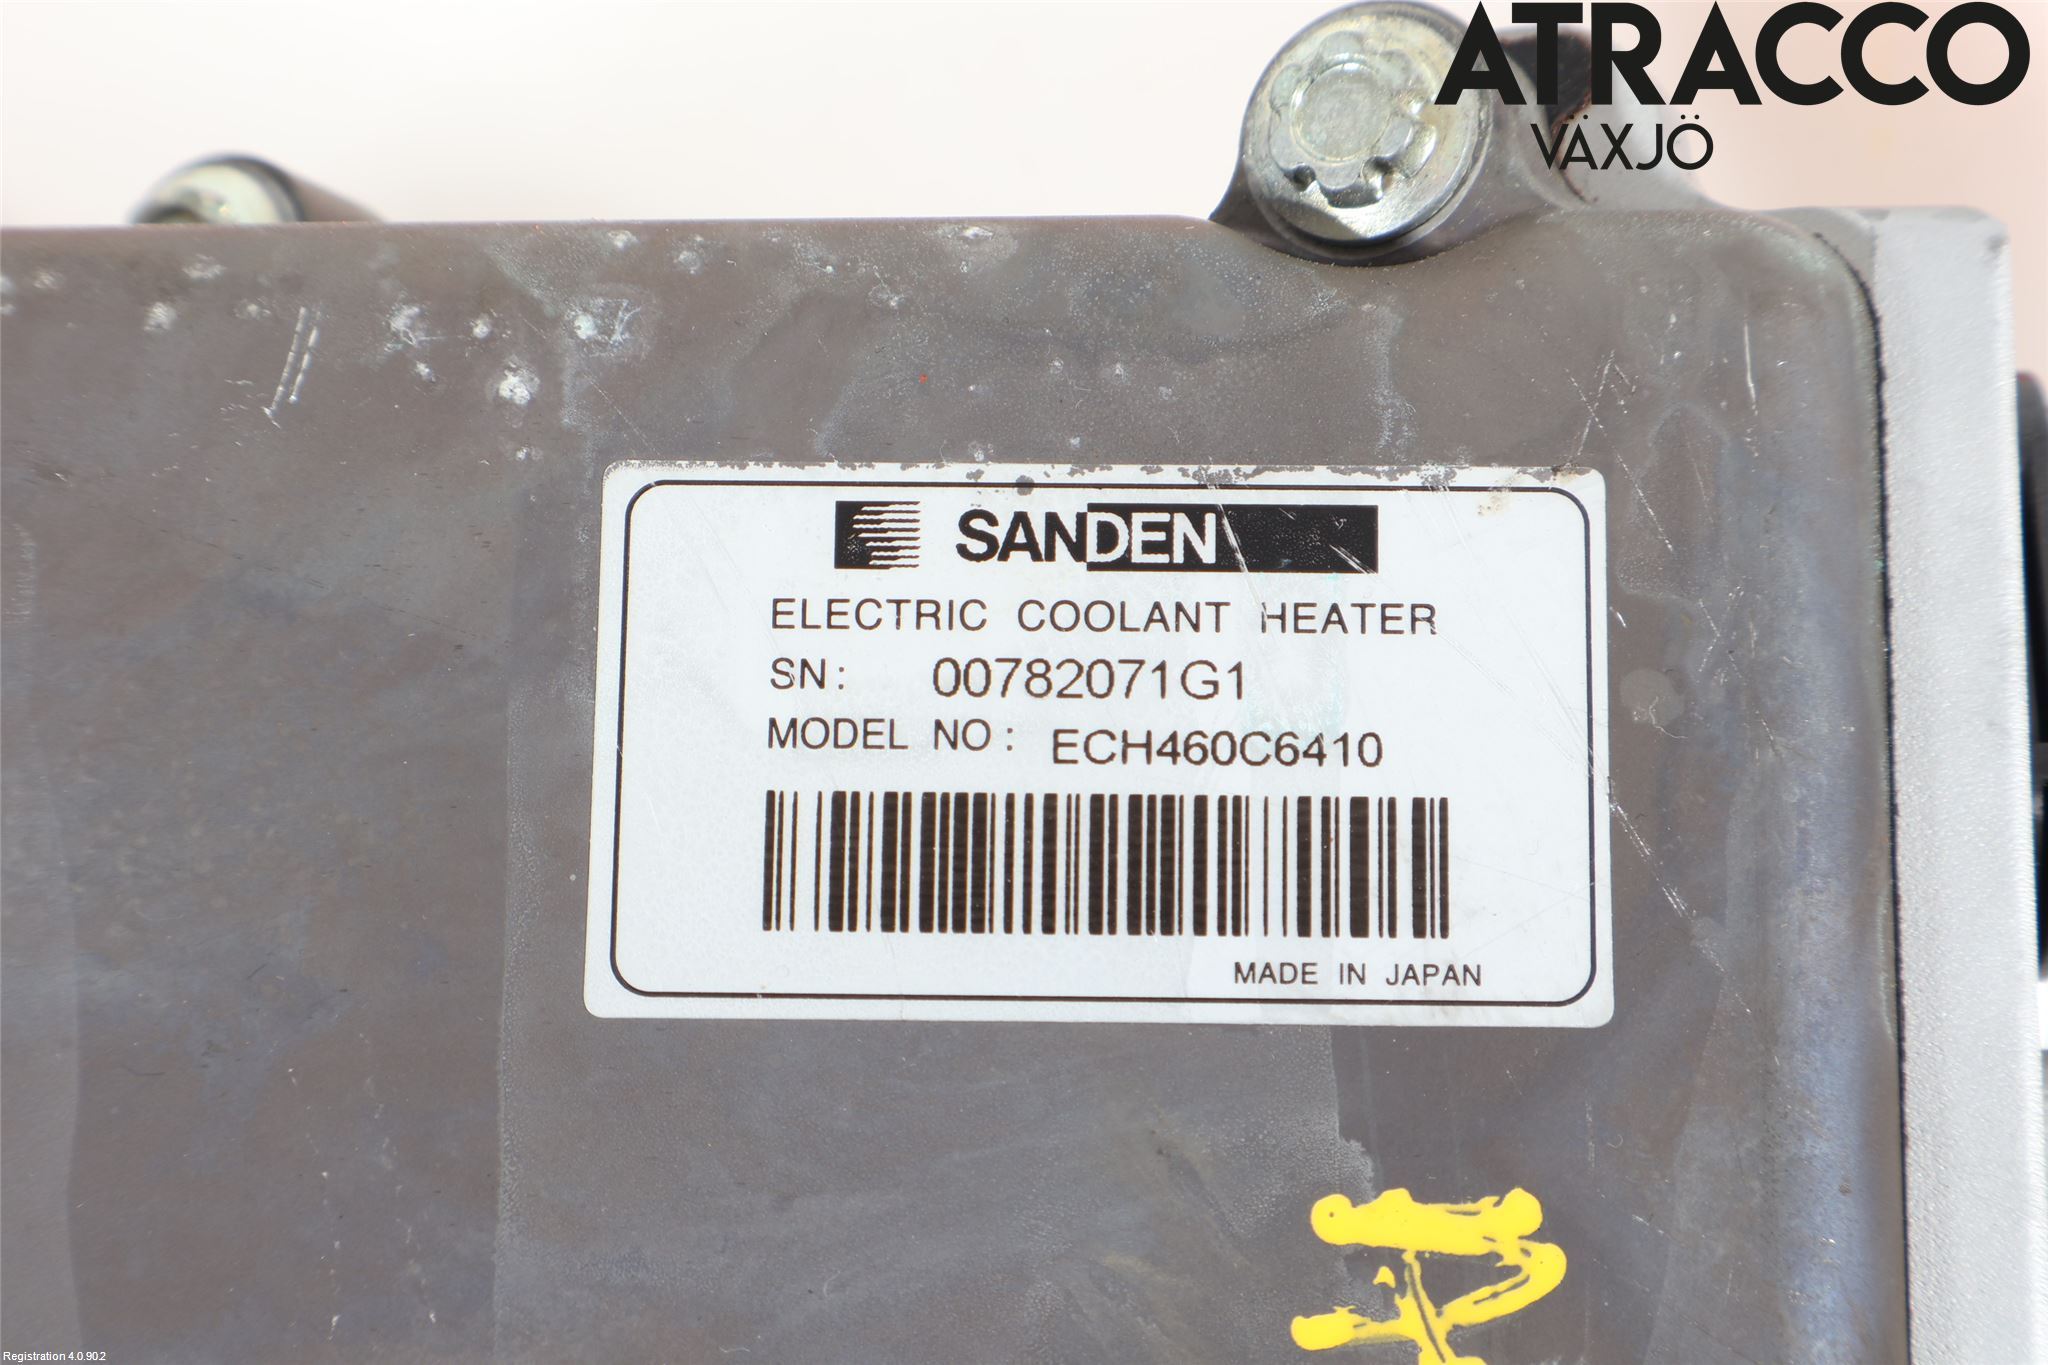 ATRACCO
VÄXJÖ
SANDEN
ELECTRIC COOLANT HEATER
SN: 00782071G1
MODEL NO: ECH460C6410
MADE IN JAPAN
Registration 4.0.902